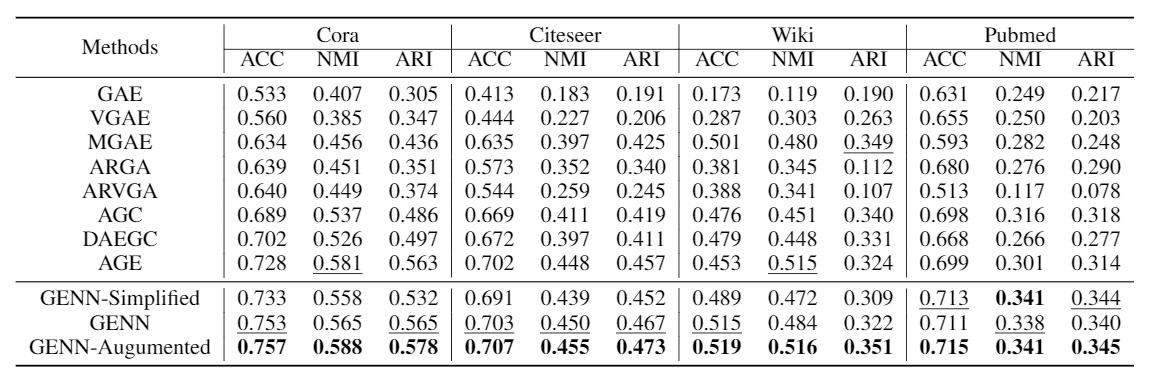 Methods Cora Citeseer Wiki Pubmed
ACC NMI ARI ACC NMI ARI ACC NMI ARI ACC NMI ARI
GAE 0.533 0.407 0.305 0.413 0.183 0.191 0.173 0.119 0.190 0.631 0.249 0.217
VGAE 0.560 0.385 0.347 0.444 0.227 0.206 0.287 0.303 0.263 0.655 0.250 0.203
MGAE 0.634 0.456 0.436 0.635 0.397 0.425 0.501 0.480 0.349 0.593 0.282 0.248
ARGA 0.639 0.451 0.351 0.573 0.352 0.340 0.381 0.345 0.112 0.680 0.276 0.290
ARVGA 0.640 0.449 0.374 0.544 0.259 0.245 0.388 0.341 0.107 0.513 0.117 0.078
AGC 0.689 0.537 0.486 0.669 0.411 0.419 0.476 0.451 0.340 0.698 0.316 0.318
DAEGC 0.702 0.526 0.497 0.672 0.397 0.411 0.479 0.448 0.331 0.668 0.266 0.277
AGE 0.728 0.581 0.563 0.702 0.448 0.457 0.453 0.515 0.324 0.699 0.301 0.314
GENN-Simplified 0.733 0.558 0.532 0.691 0.439 0.452 0.489 0.472 0.309 0.713 0.341 0.344
GENN 0.753 0.565 0.565 0.703 0.450 0.467 0.515 0.484 0.322 0.711 0.338 0.340
GENN-Augumented 0.757 0.588 0.578 0.707 0.455 0.473 0.519 0.516 0.351 0.715 0.341 0.345